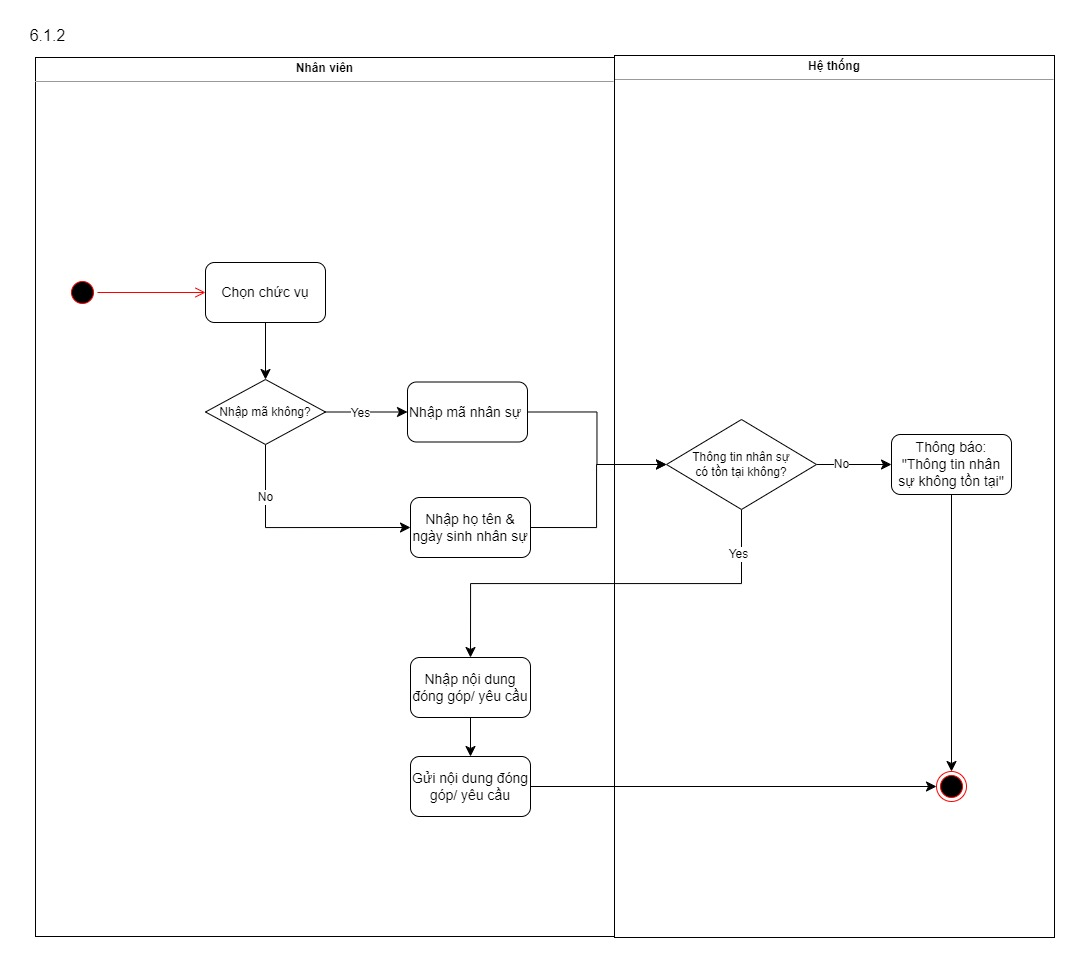 6.1.2
Nhân viên
Hệ thống
Chọn chức vụ
Nhập mã không?
Yes
Nhập mã nhân sự
No
Nhập họ tên &
ngày sinh nhân sự
Thông tin nhân sự
có tồn tại không?
No
Thông báo:
"Thông tin nhân
sự không tồn tại"
Yes
Nhập nội dung
đóng góp/ yêu cầu
Gửi nội dung đóng
góp/ yêu cầu